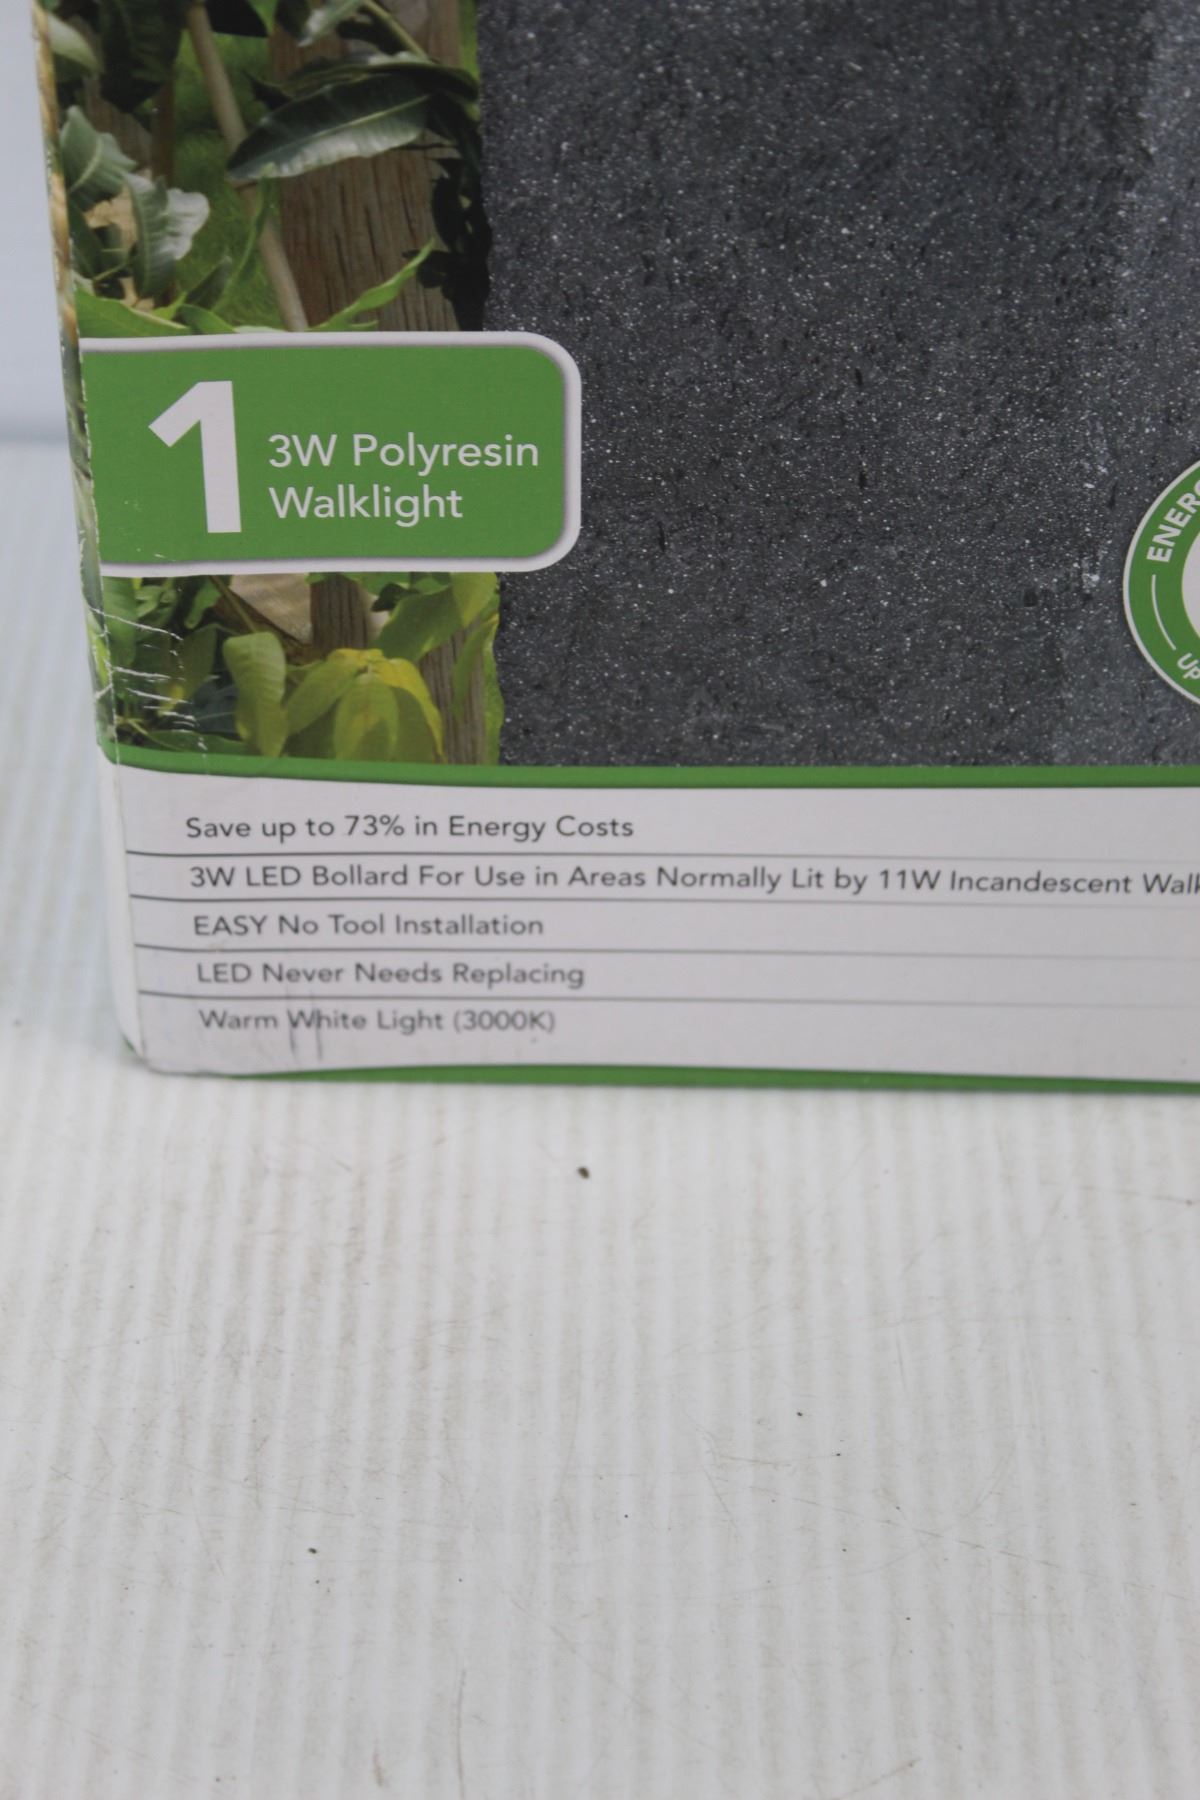 1
3W Polyresin
Walklight
Save up to 73% in Energy Costs
3W LED Bollard For Use in Areas Normally Lit by 11W Incandescent
EASY No Tool Installation
LED Never Needs Replacing
Warm White Light (3000K)